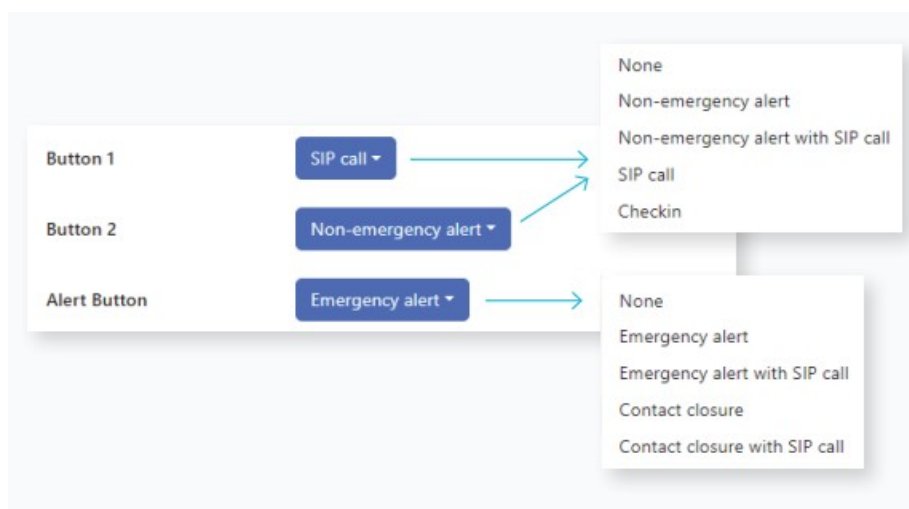 Button 1
SIP call
Button 2
Non-emergency alert
Alert Button
Emergency alert
None
Non-emergency alert
Non-emergency alert with SIP call
SIP call
Checkin
None
Emergency alert
Emergency alert with SIP call
Contact closure
Contact closure with SIP call